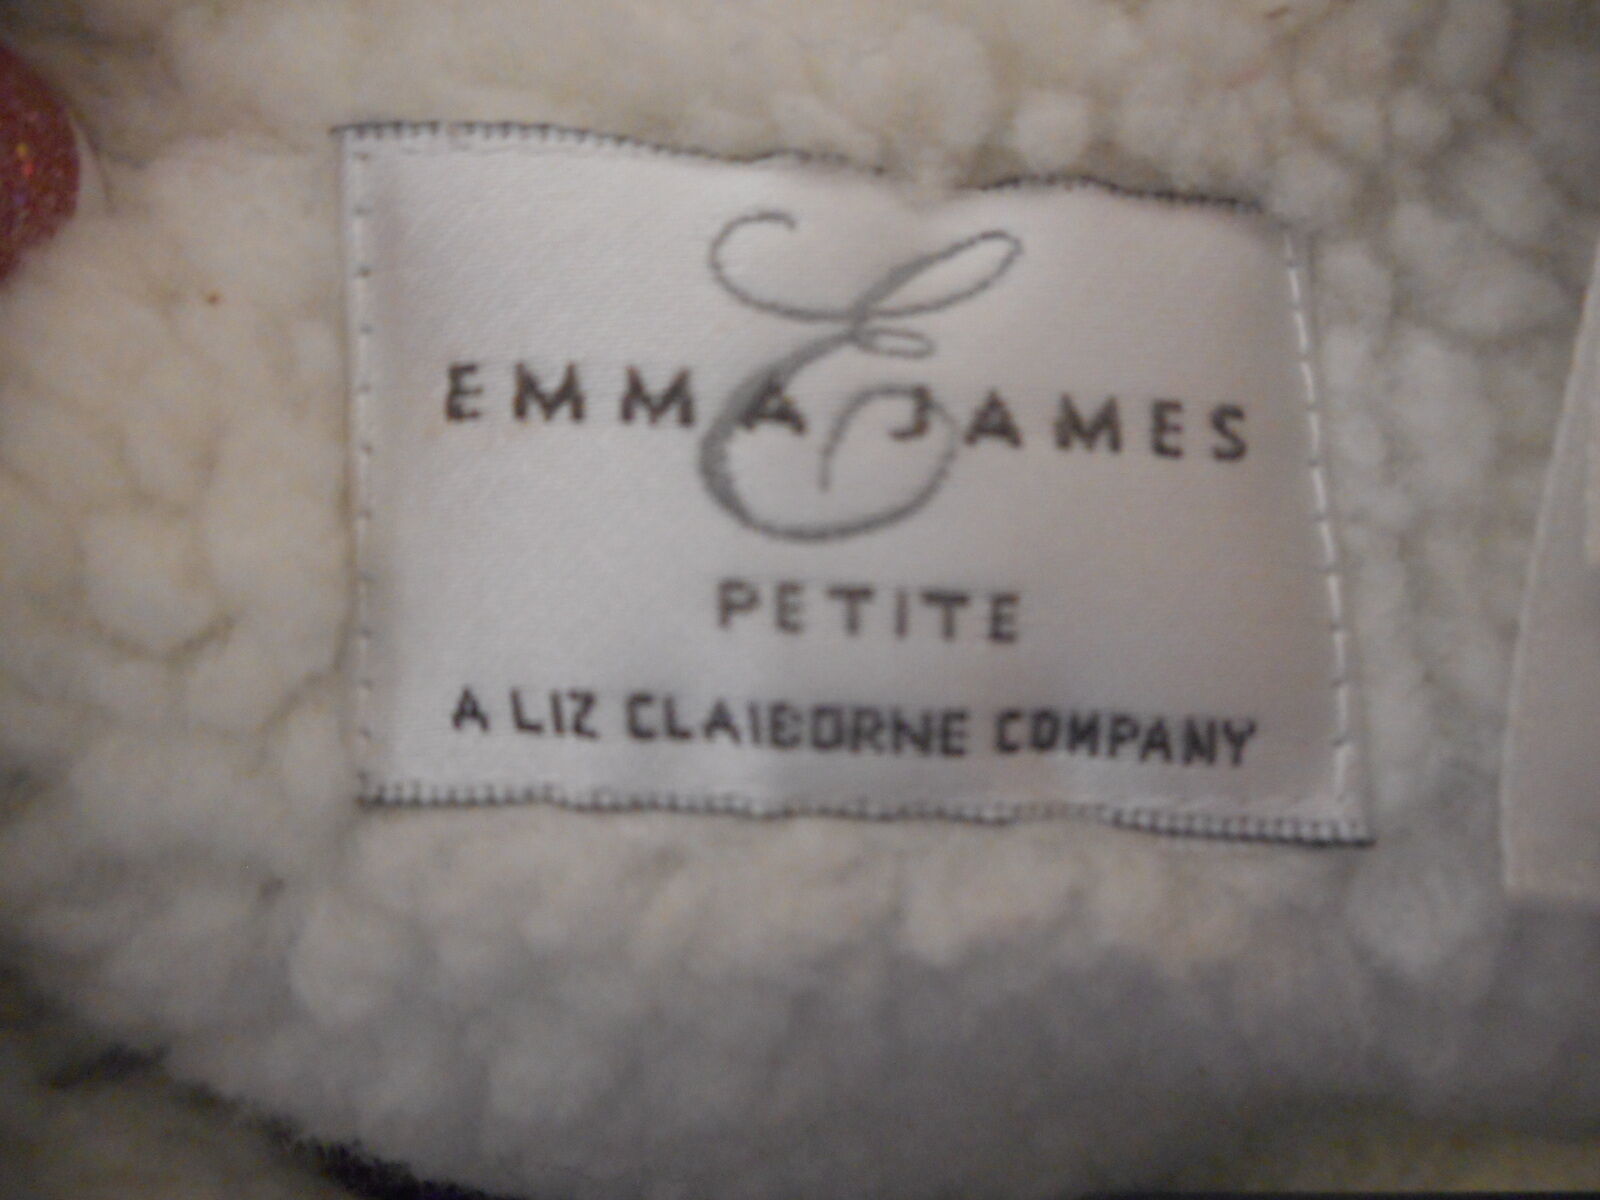 E
EMMA JAMES
PETITE
A LIZ CLAIBORNE COMPANY